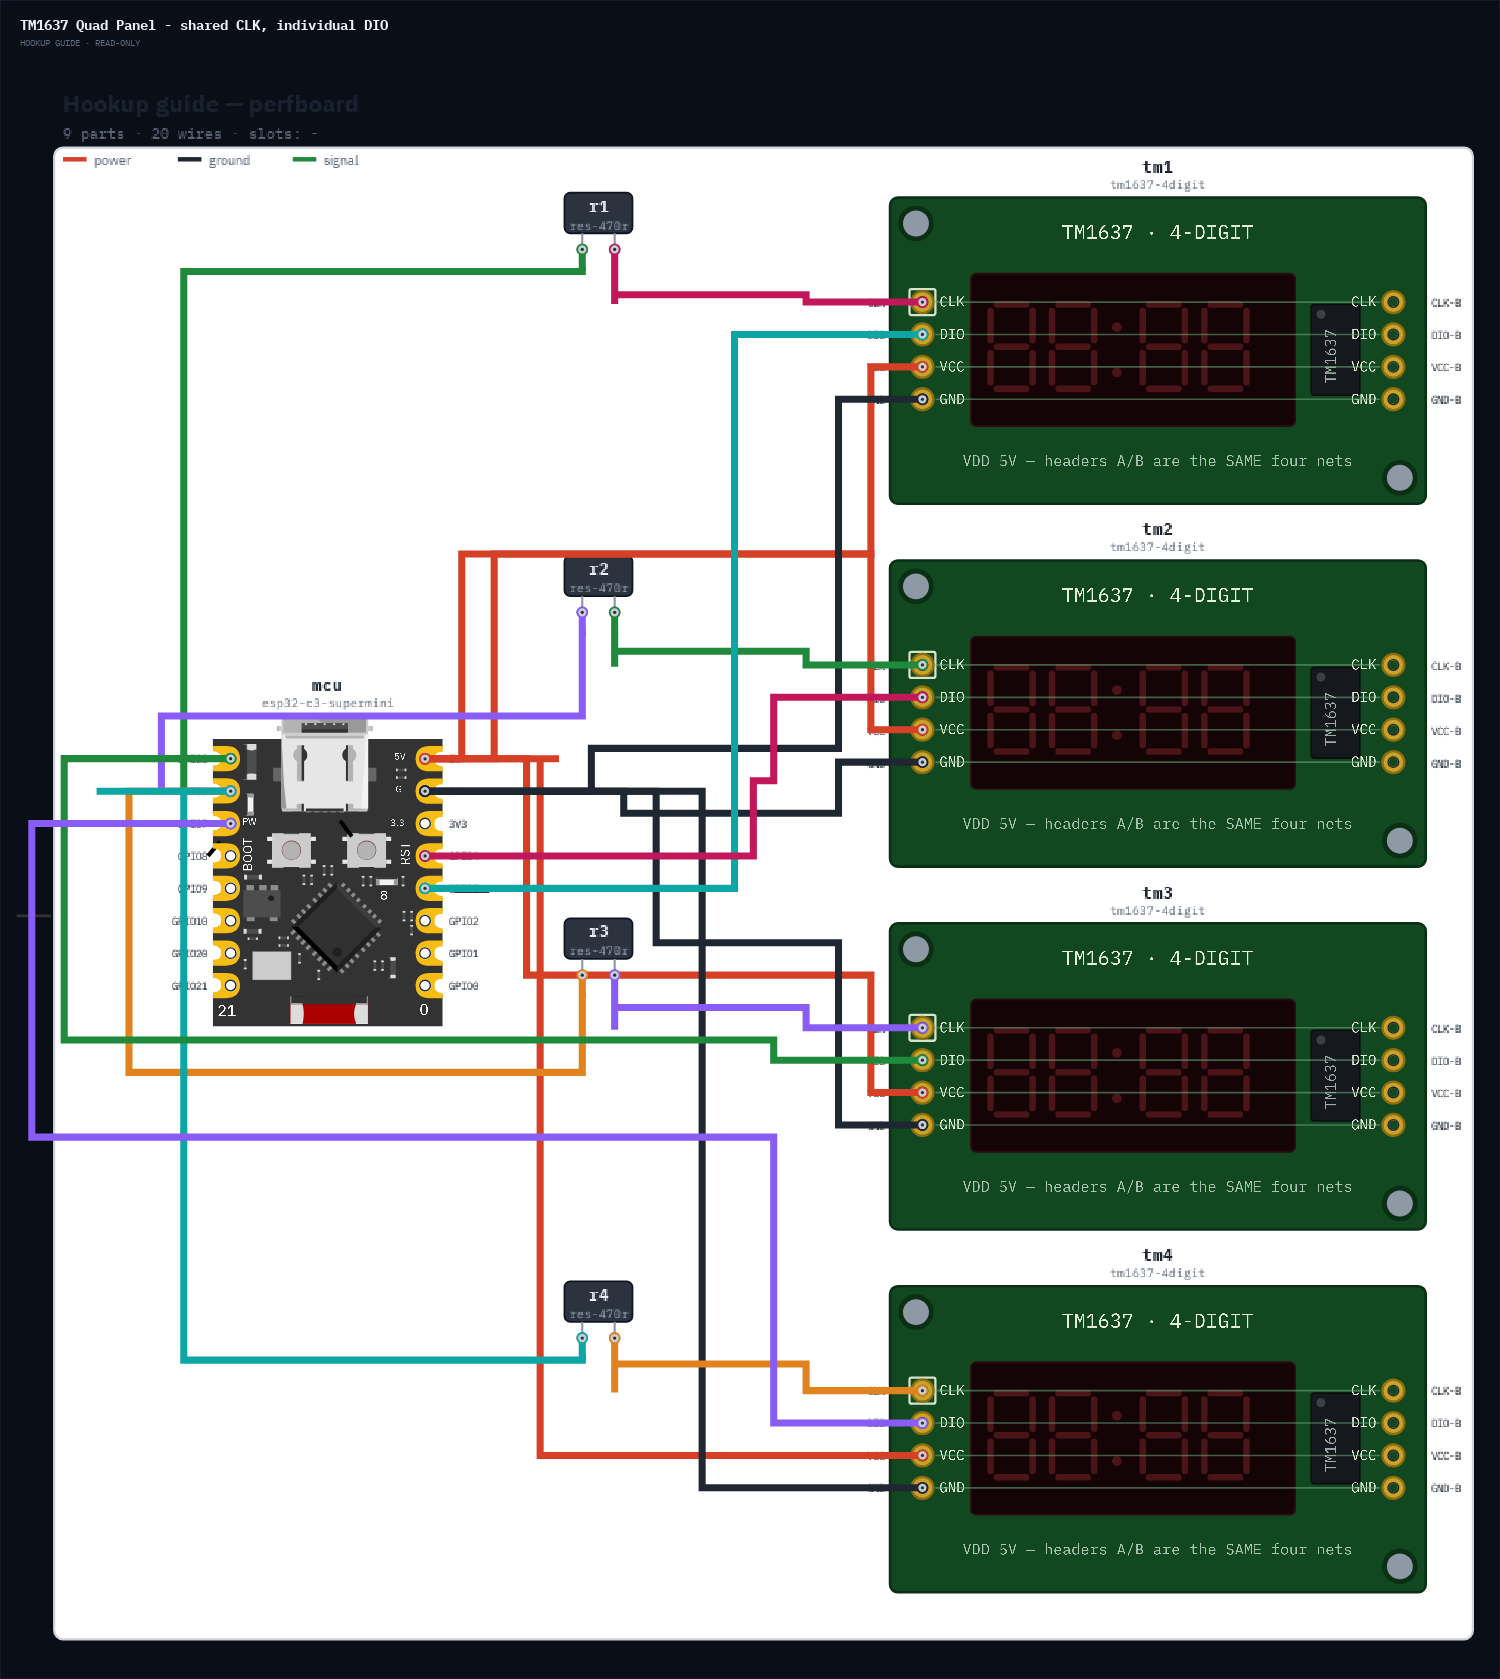 TM1637 Quad Panel - shared CLK, individual DIO
HOOKUP GUIDE · READ-ONLY
Hookup guide — perfboard
9 parts · 20 wires · slots: -
power
ground
signal
tm1
tm1637-4digit
TM1637 · 4-DIGIT
CLK
DIO
VCC
GND
TM1637
CLK
DIO
VCC
GND
CLK-B
DIO-B
VCC-B
GND-B
VDD 5V — headers A/B are the SAME four nets
r1
res-470r
tm2
tm1637-4digit
TM1637 · 4-DIGIT
CLK
DIO
VCC
GND
TM1637
CLK
DIO
VCC
GND
CLK-B
DIO-B
VCC-B
GND-B
VDD 5V — headers A/B are the SAME four nets
r2
res-470r
mcu
esp32-c3-supermini
5V
G
3.3
PW
BOOT
RST
8
21
0
GPIO8
GPIO9
GPIO10
GPIO20
GPIO21
3V3
GPIO2
GPIO1
GPIO0
r3
res-470r
tm3
tm1637-4digit
TM1637 · 4-DIGIT
CLK
DIO
VCC
GND
TM1637
CLK
DIO
VCC
GND
CLK-B
DIO-B
VCC-B
GND-B
VDD 5V — headers A/B are the SAME four nets
r4
res-470r
tm4
tm1637-4digit
TM1637 · 4-DIGIT
CLK
DIO
VCC
GND
TM1637
CLK
DIO
VCC
GND
CLK-B
DIO-B
VCC-B
GND-B
VDD 5V — headers A/B are the SAME four nets